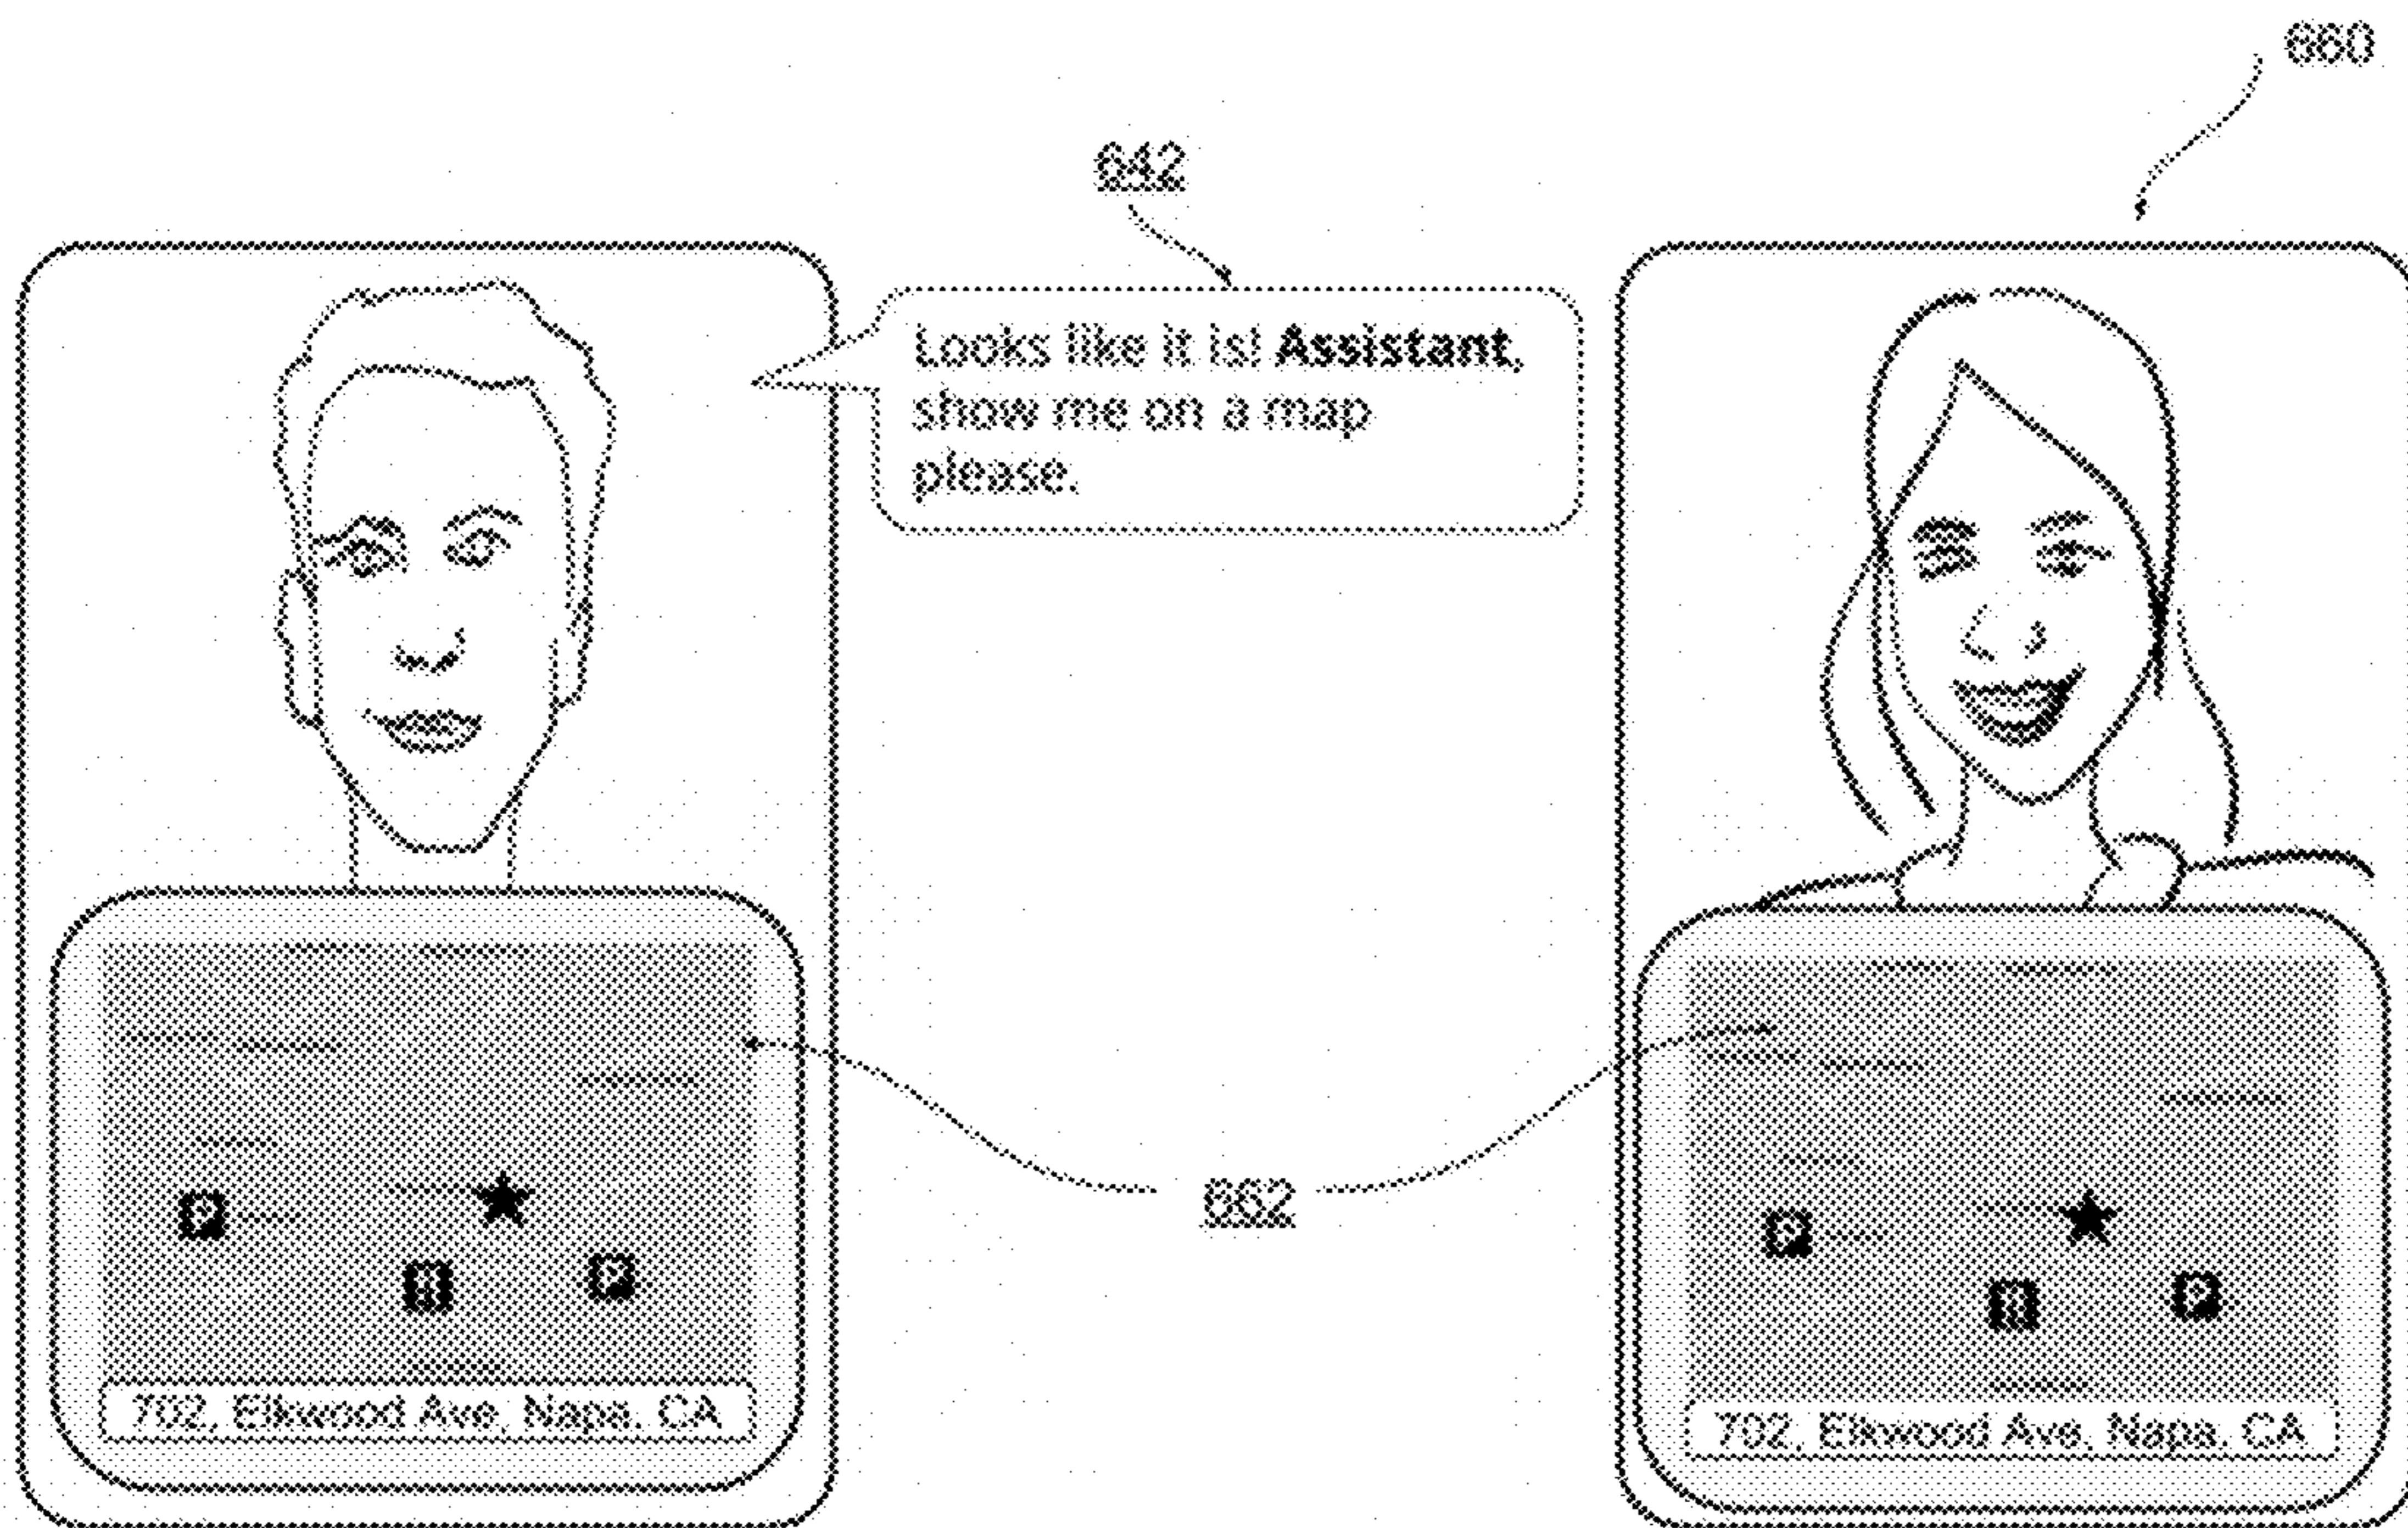 660
642
Looks like it is! Assistant,
show me on a map
please.
P
P
P
P
662
702, Elkwood Ave, Napa, CA
702, Elkwood Ave, Napa, CA